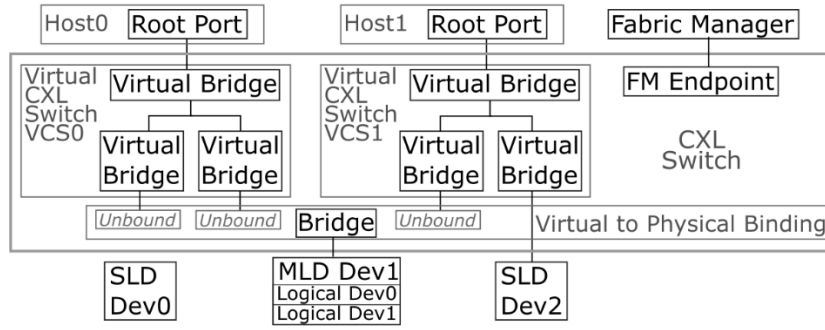 Host0
Root Port
Host1
Root Port
Fabric Manager
Virtual
CXL
Switch
VCS0
Virtual Bridge
Virtual
CXL
Switch
VCS1
Virtual Bridge
FM Endpoint
Virtual
Bridge
Virtual
Bridge
Virtual
Bridge
Virtual
Bridge
CXL
Switch
Unbound
Unbound
Bridge
Unbound
Virtual to Physical Binding
SLD
Dev0
MLD Dev1
Logical Dev0
Logical Dev1
SLD
Dev2